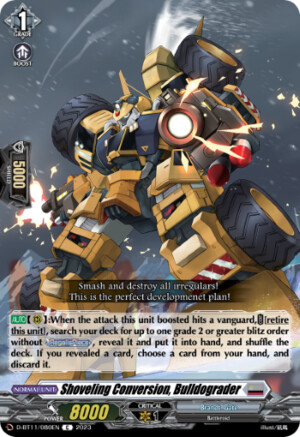 1
GRADE
BOOST
5000
SHIELD
Smash and destroy all irregulars!
This is the perfect developmenet plan!
AUTO : When the attack this unit boosted hits a vanguard, [retire
this unit], search your deck for up to one grade 2 or greater blitz order
without , reveal it and put it into hand, and shuffle the
deck. If you revealed a card, choose a card from your hand, and
discard it.
NORMAL UNIT
Shoveling Conversion, Bulldograder
POWER 8000
CRITICAL 1
Brandt Gate
D-BT11/080EN C 2023